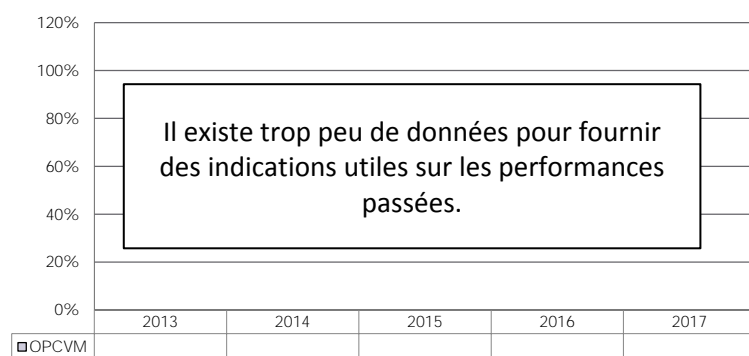 120%
100%
80%
60%
40%
20%
0%
Il existe trop peu de données pour fournir
des indications utiles sur les performances
passées.
2013 2014 2015 2016 2017
OPCVM